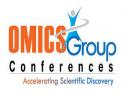 OMICS Group
Conferences
Accelerating Scientific Discovery